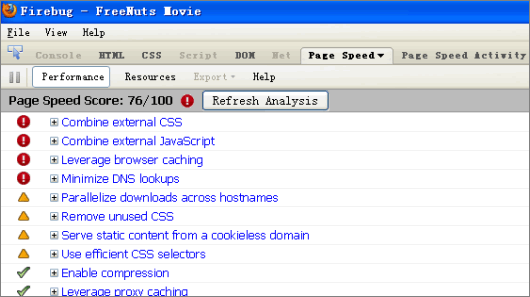 Firebug - FreeNuts Movie
File View Help
Console HTML CSS Script DOM Net Page Speed Page Speed Activity
Performance Resources Export Help
Page Speed Score: 76/100 Refresh Analysis
Combine external CSS
Combine external JavaScript
Leverage browser caching
Minimize DNS lookups
Parallelize downloads across hostnames
Remove unused CSS
Serve static content from a cookieless domain
Use efficient CSS selectors
Enable compression
Leverage proxy caching